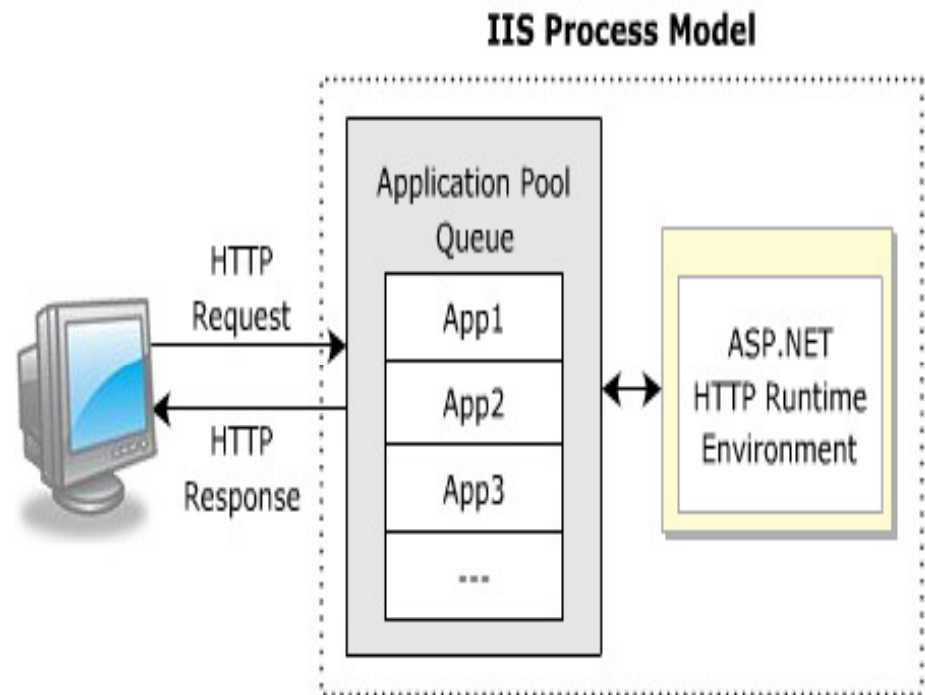 IIS Process Model
Application Pool
Queue
HTTP
Request
App1
App2
App3
---
HTTP
Response
ASP.NET
HTTP Runtime
Environment